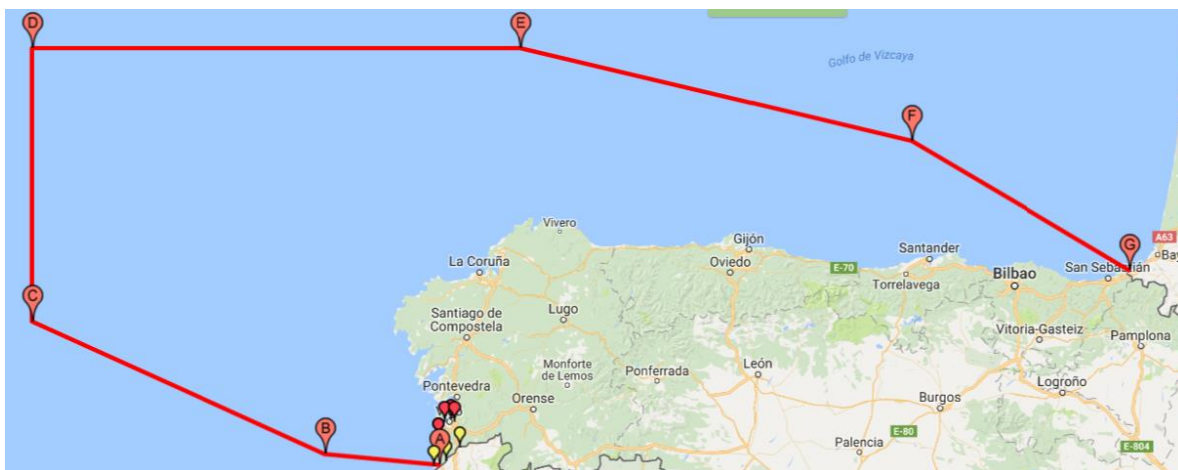 D
E
Golfo de Vizcaya
F
Vivero
Gijón
A63
La Coruña
Oviedo
Santander
G
Bay
E-70
Torrelavega
Bilbao
San Sebastián
C
Santiago de
Compostela
Lugo
Vitoria-Gasteiz
Pamplona
Pontevedra
Monforte
de Lemos
Ponferrada
León
Logroño
Orense
Burgos
B
A
E-80
Palencia
E-804